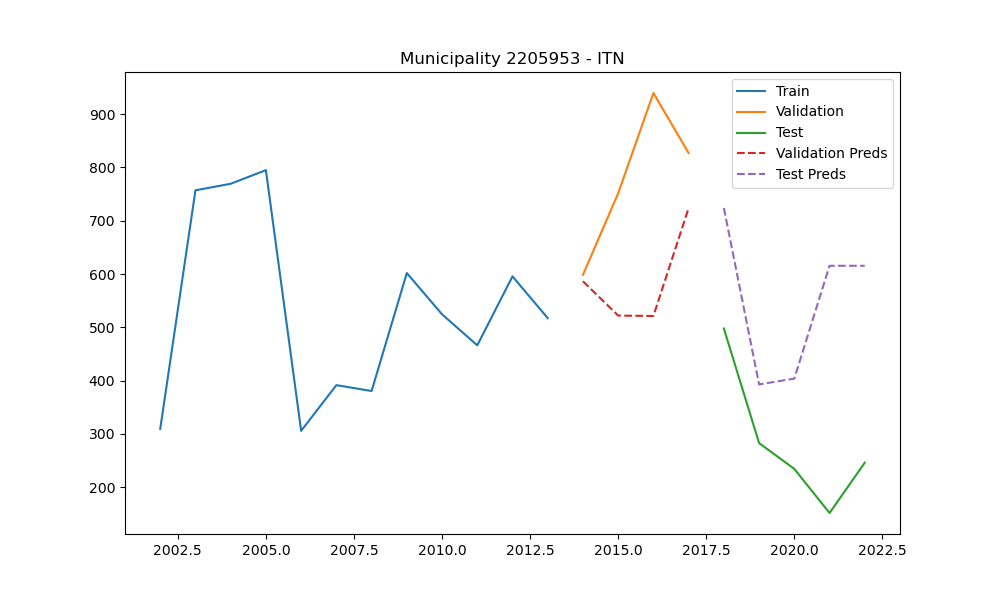 Municipality 2205953 - ITN
Train
Validation
Test
Validation Preds
Test Preds
900
800
700
600
500
400
300
200
2002.5 2005.0 2007.5 2010.0 2012.5 2015.0 2017.5 2020.0 2022.5